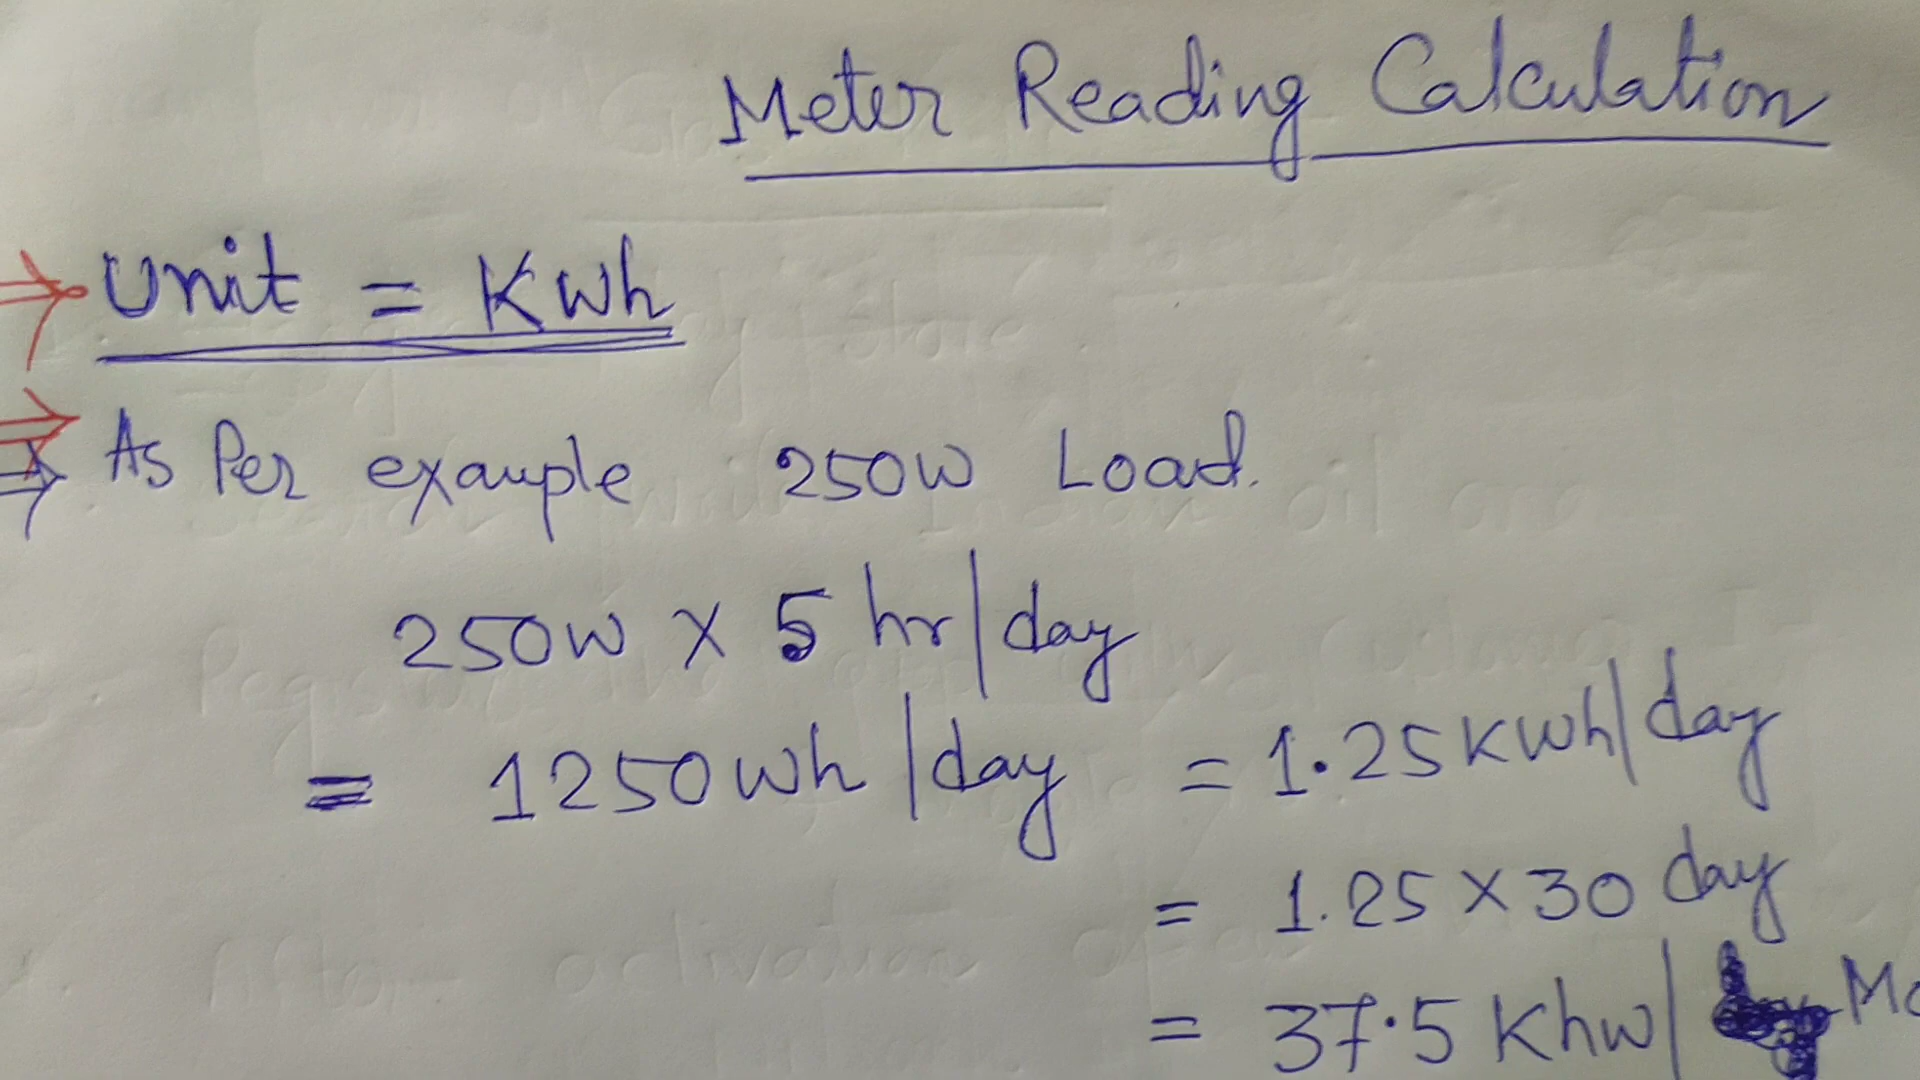 Meter Reading Calculation
Unit = KWh
As Per example 250W Load.
250W X 5 hr/day
= 1250Wh/day = 1.25KWh/day
= 1.25 X 30 day
= 37.5 Khw/